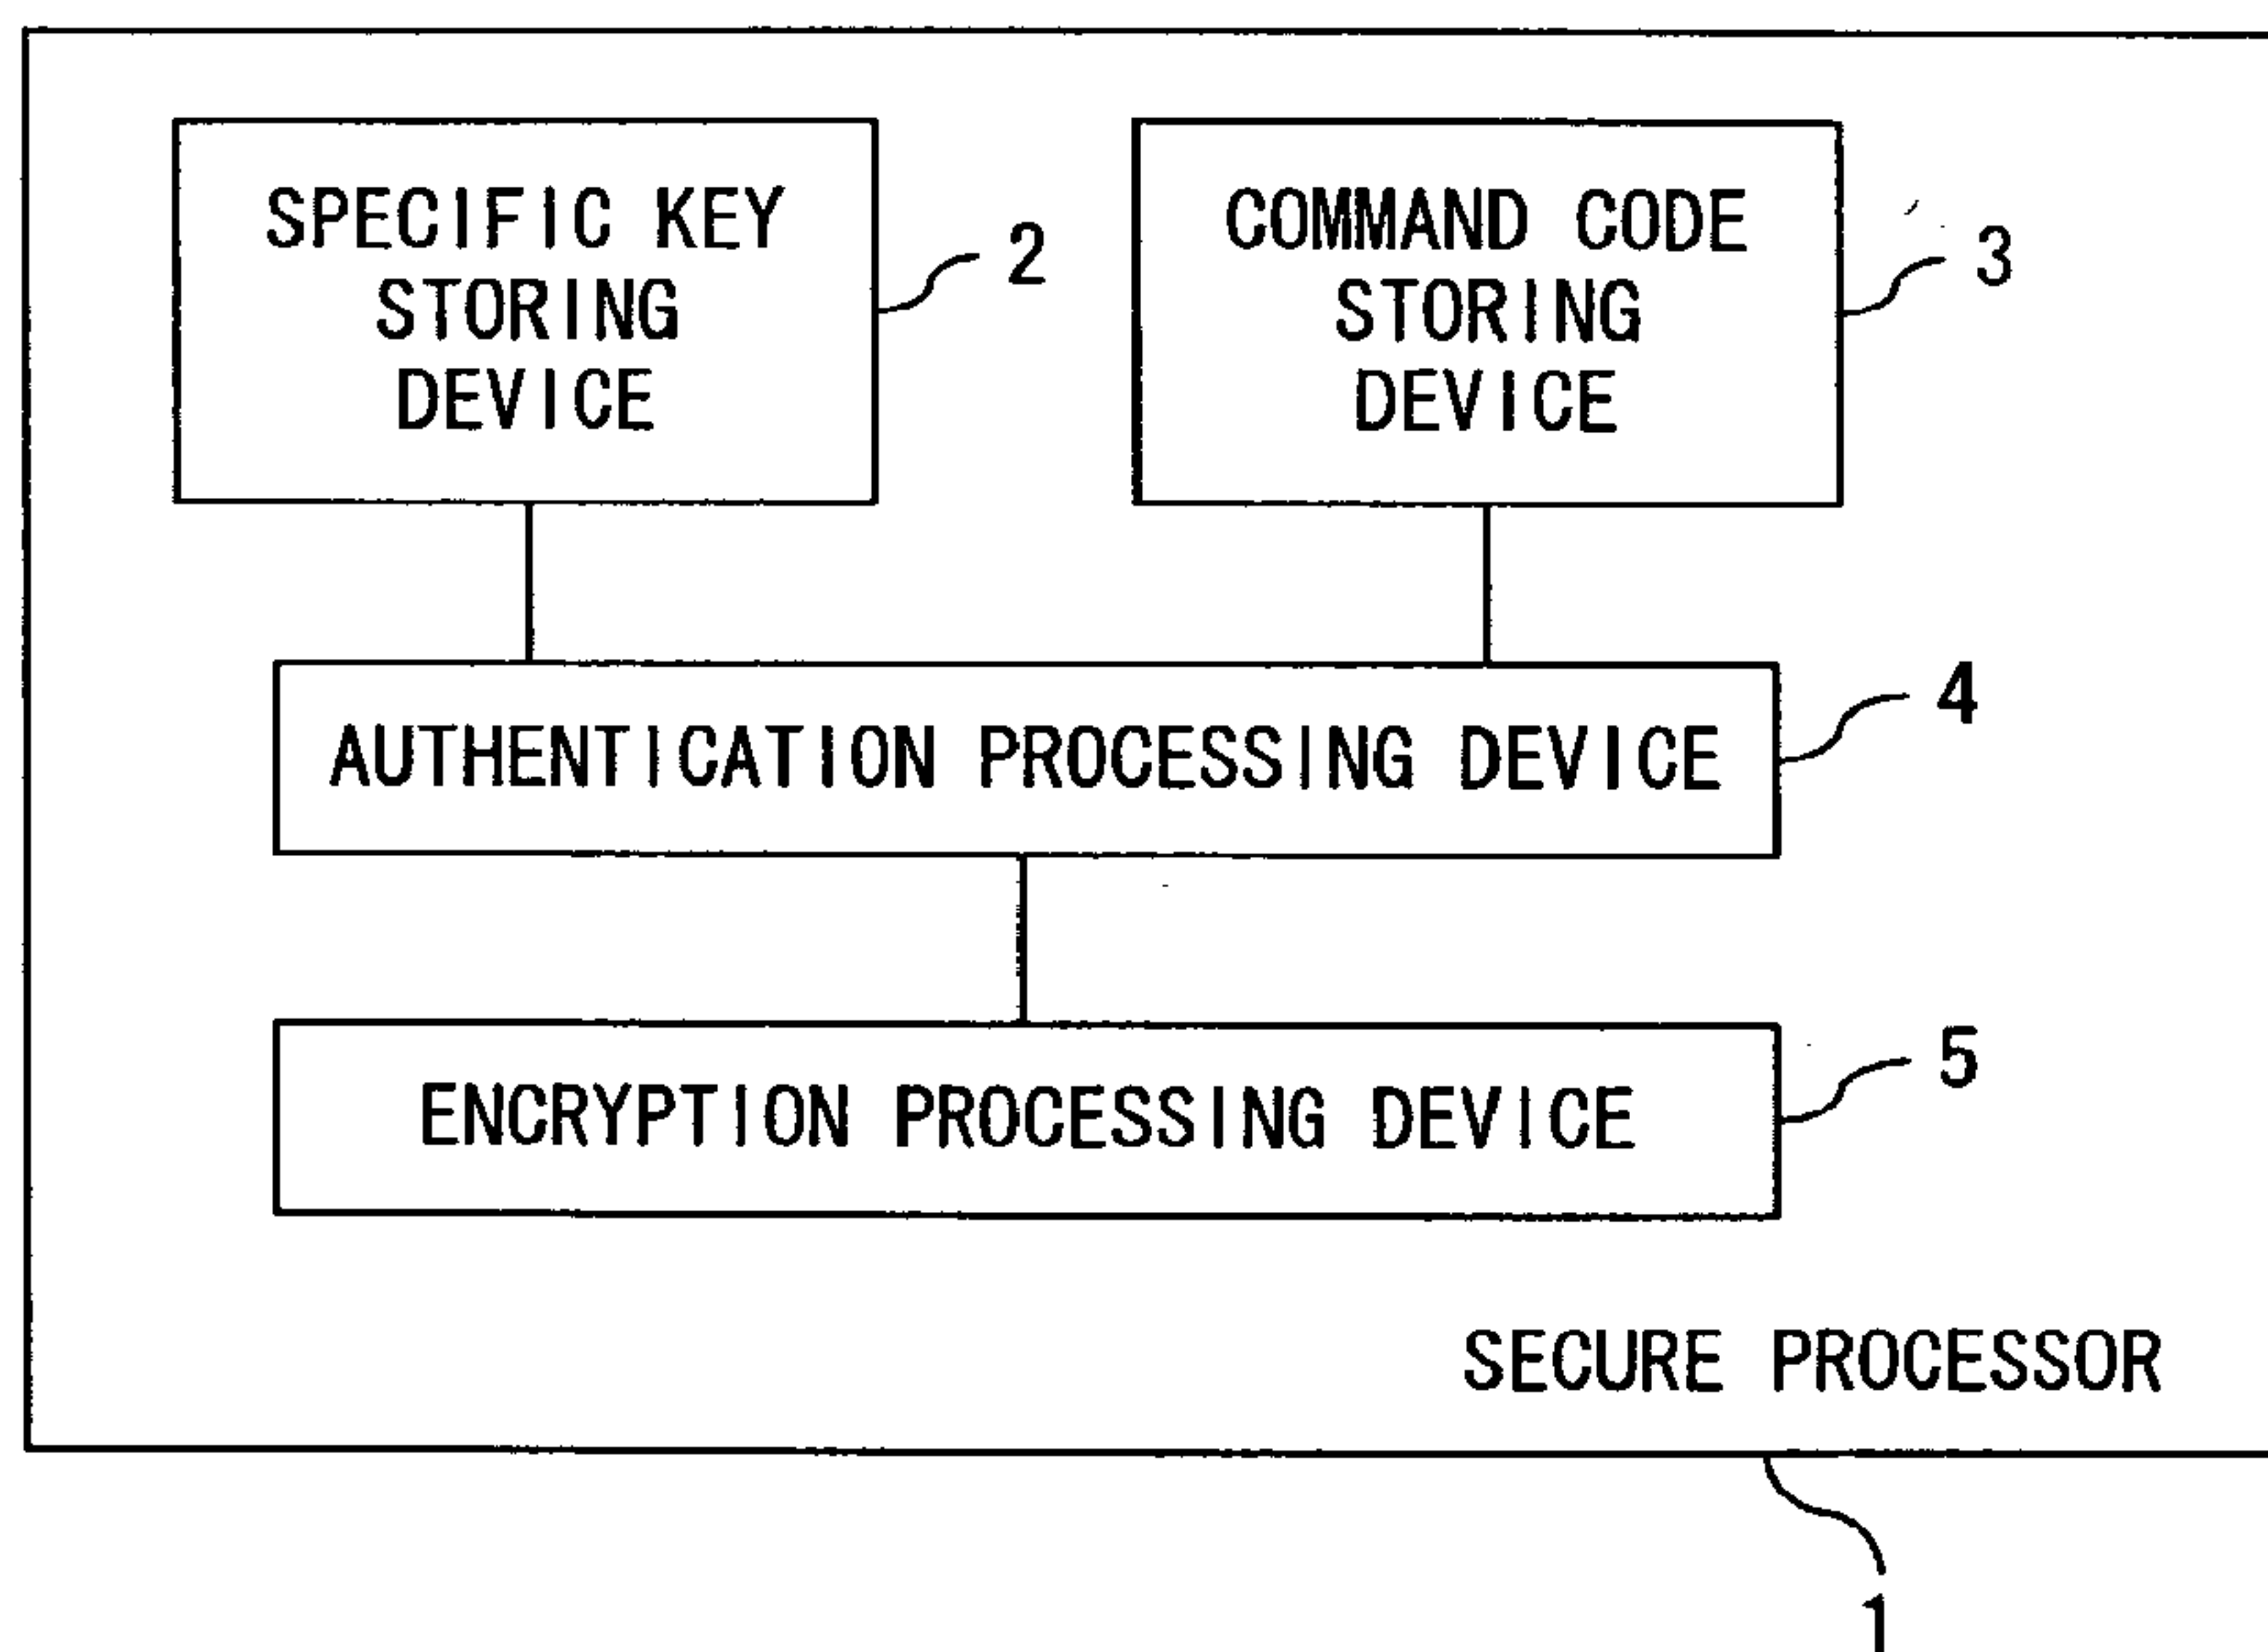 SPECIFIC KEY
STORING
DEVICE
2
COMMAND CODE
STORING
DEVICE
3
AUTHENTICATION PROCESSING DEVICE
4
ENCRYPTION PROCESSING DEVICE
5
SECURE PROCESSOR
1